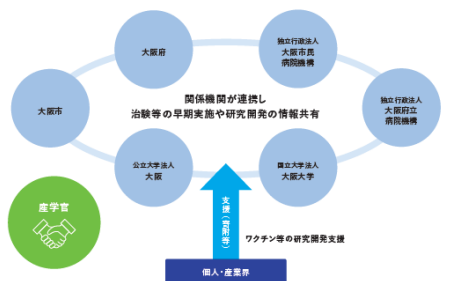 大阪府
独立行政法人
大阪市民
病院機構
大阪市
関係機関が連携し
治験等の早期実施や研究開発の情報共有
独立行政法人
大阪府立
病院機構
公立大学法人
大阪
国立大学法人
大阪大学
産学官
支援(寄附等)
ワクチン等の研究開発支援
個人・産業界